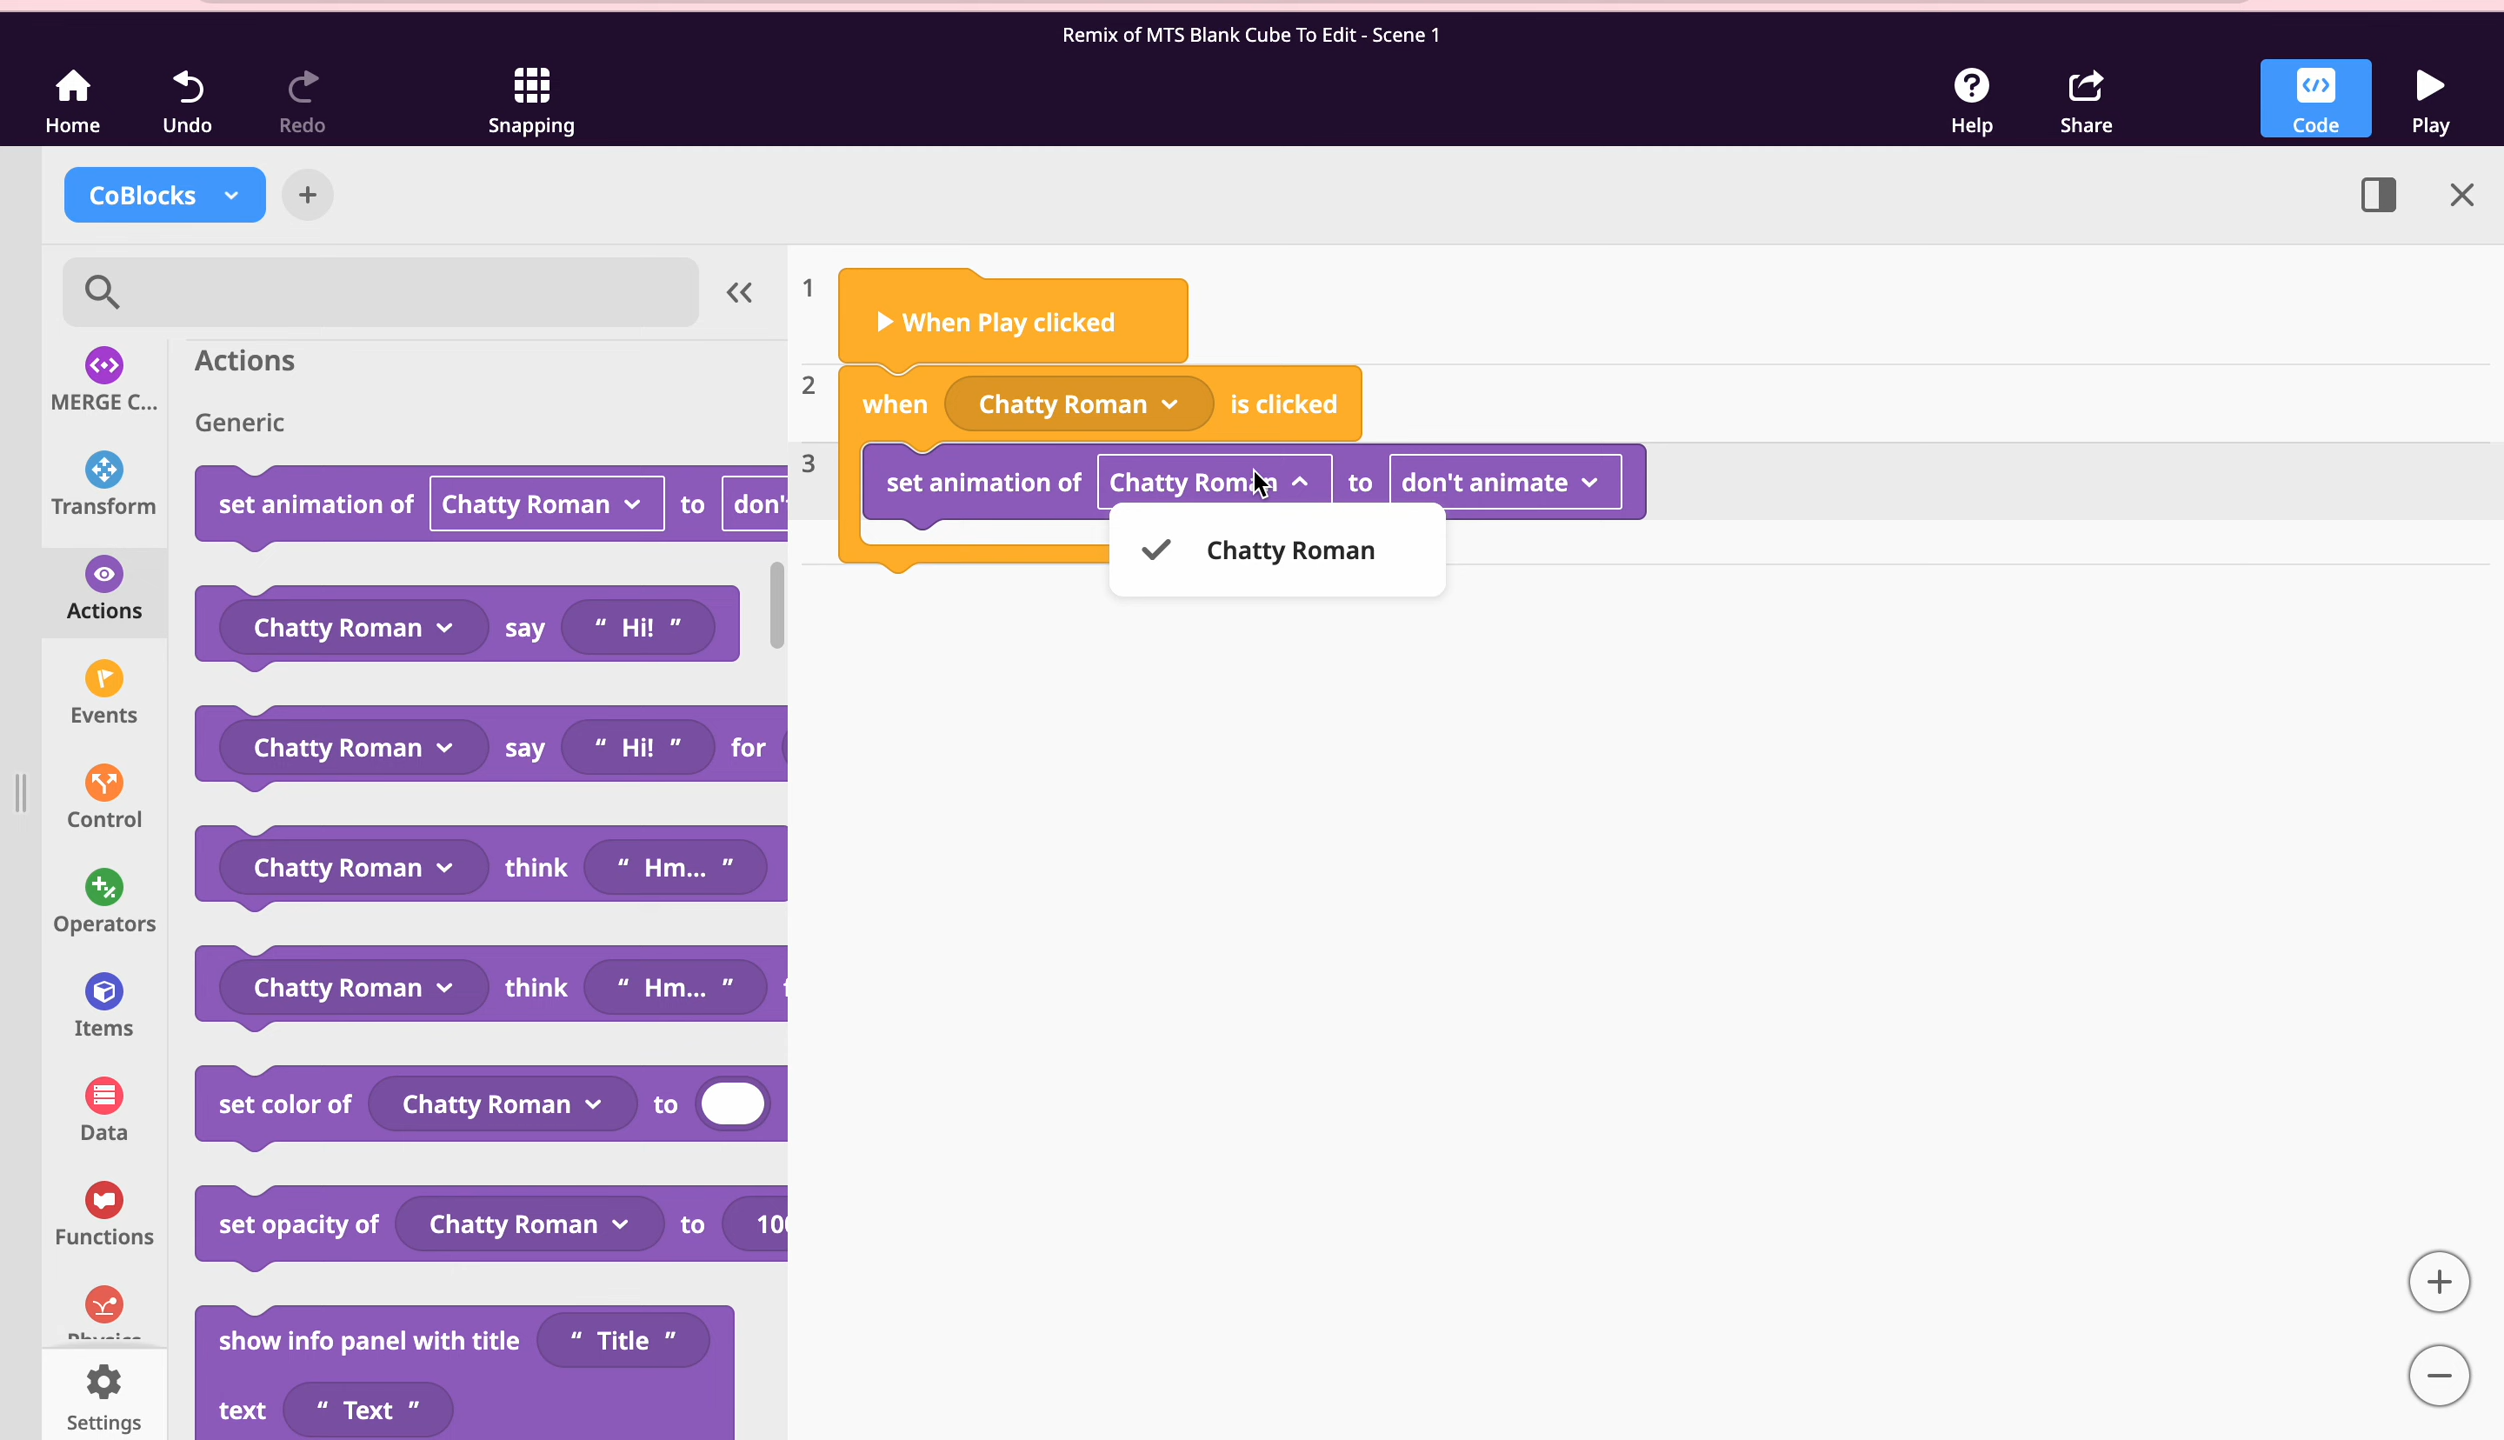 Remix of MTS Blank Cube To Edit - Scene 1
Home
Undo
Redo
Snapping
Help
Share
Code
Play
CoBlocks
MERGE C...
Transform
Actions
Events
Control
Operators
Items
Data
Functions
Physics
Settings
Actions
Generic
set animation of Chatty Roman to don'
Chatty Roman say “ Hi! ”
Chatty Roman say “ Hi! ” for
Chatty Roman think “ Hm... ”
Chatty Roman think “ Hm... ”
set color of Chatty Roman to
set opacity of Chatty Roman to 100
show info panel with title “ Title ”
text “ Text ”
1
When Play clicked
2
when Chatty Roman is clicked
3
set animation of Chatty Roman to don't animate
Chatty Roman